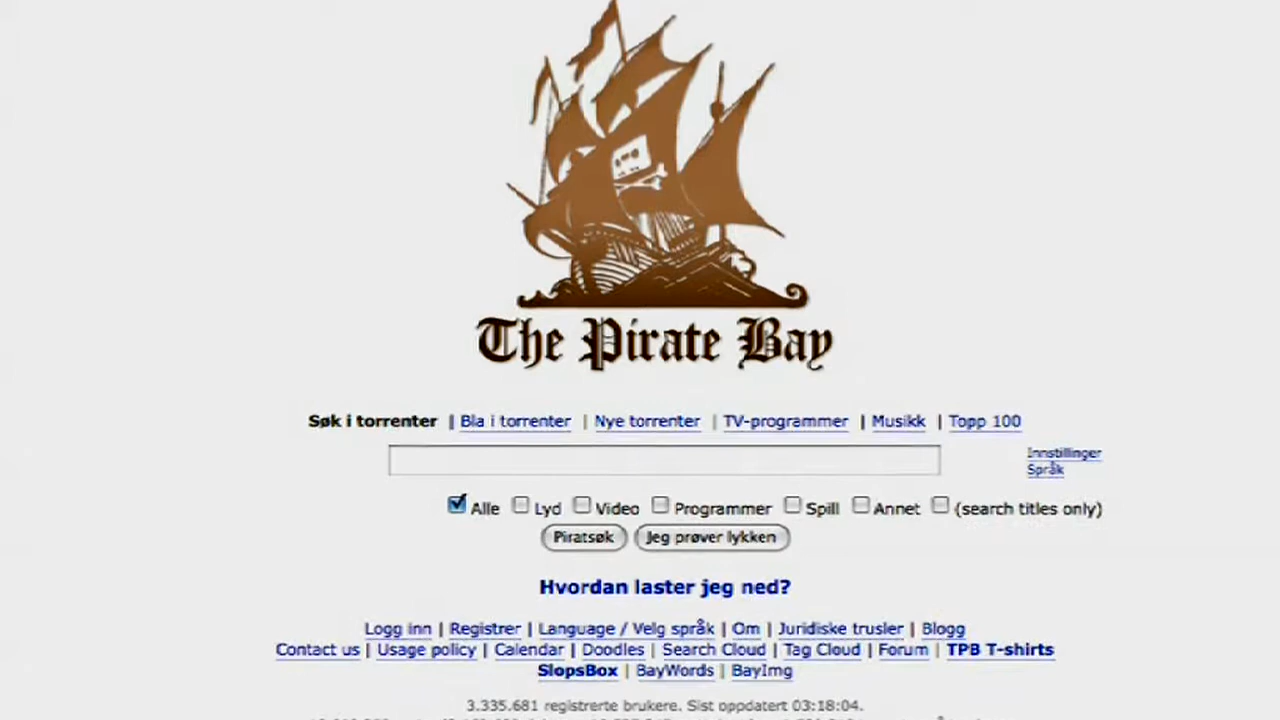 The Pirate Bay
Søk i torrenter | Bla i torrenter | Nye torrenter | TV-programmer | Musikk | Topp 100
Innstillinger
Språk
Alle Lyd Video Programmer Spill Annet (search titles only)
Piratsøk Jeg prøver lykken
Hvordan laster jeg ned?
Logg inn | Registrer | Language / Velg språk | Om | Juridiske trusler | Blogg
Contact us | Usage policy | Calendar | Doodles | Search Cloud | Tag Cloud | Forum | TPB T-shirts
SlopsBox | BayWords | BayImg
3.335.681 registrerte brukere. Sist oppdatert 03:18:04.